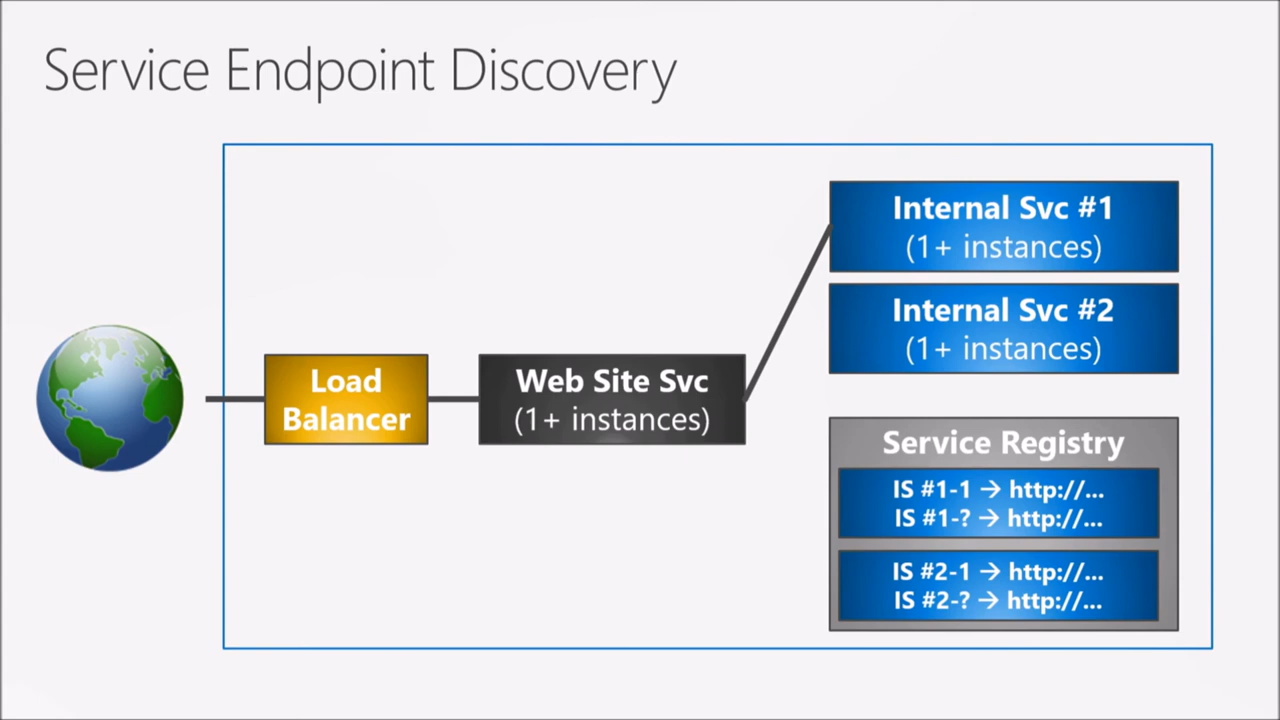 Service Endpoint Discovery
Internal Svc #1
(1+ instances)
Internal Svc #2
(1+ instances)
Load
Balancer
Web Site Svc
(1+ instances)
Service Registry
IS #1-1 → http://...
IS #1-? → http://...
IS #2-1 → http://...
IS #2-? → http://...